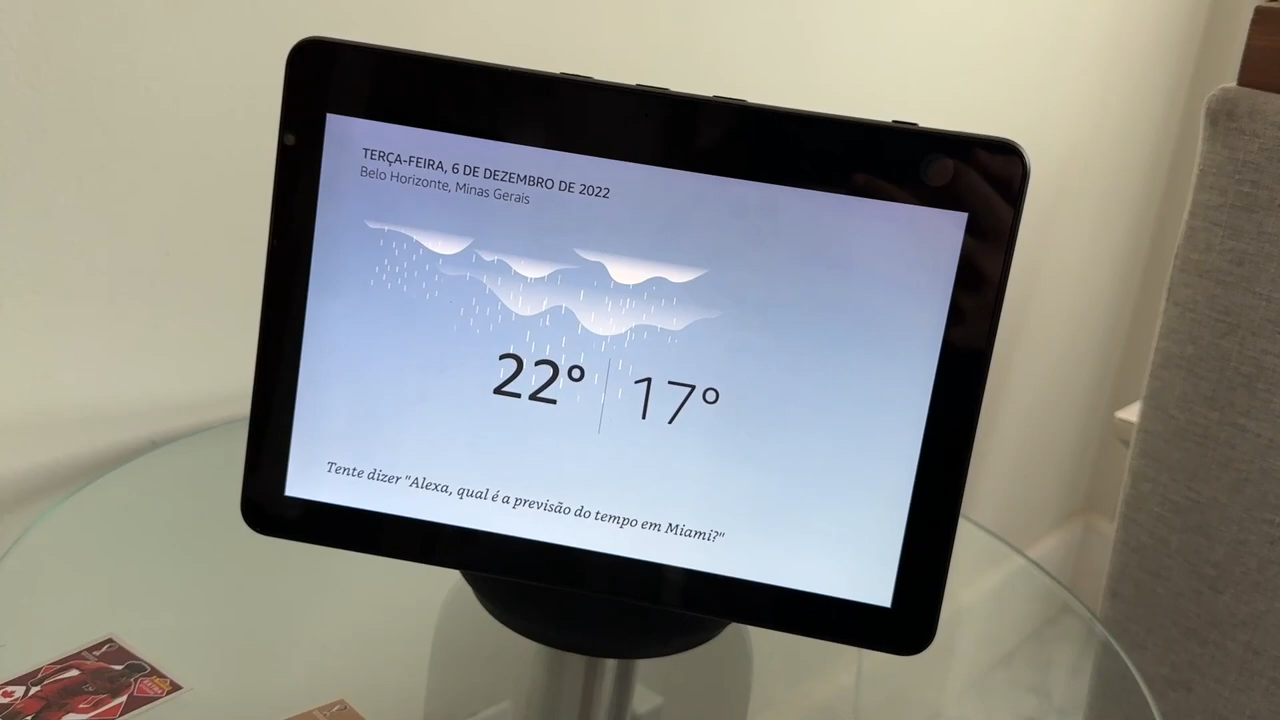 TERÇA-FEIRA, 6 DE DEZEMBRO DE 2022
Belo Horizonte, Minas Gerais
22° 17°
Tente dizer "Alexa, qual é a previsão do tempo em Miami?"